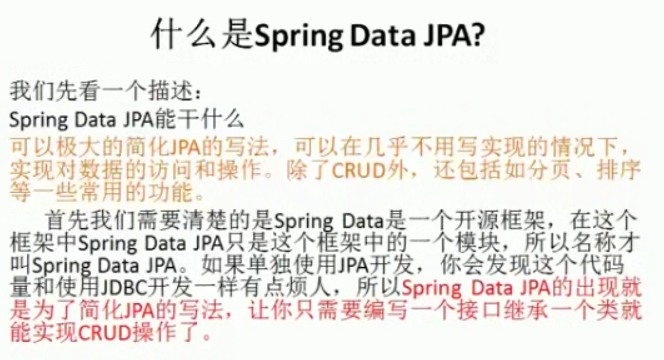 什么是Spring Data JPA?
我们先看一个描述：
Spring Data JPA能干什么
可以极大的简化JPA的写法，可以在几乎不用写实现的情况下，
实现对数据的访问和操作。除了CRUD外，还包括如分页、排序
等一些常用的功能。
首先我们需要清楚的是Spring Data是一个开源框架，在这个
框架中Spring Data JPA只是这个框架中的一个模块，所以名称才
叫Spring Data JPA。如果单独使用JPA开发，你会发现这个代码
量和使用JDBC开发一样有点烦人，所以Spring Data JPA的出现就
是为了简化JPA的写法，让你只需要编写一个接口继承一个类就
能实现CRUD操作了。